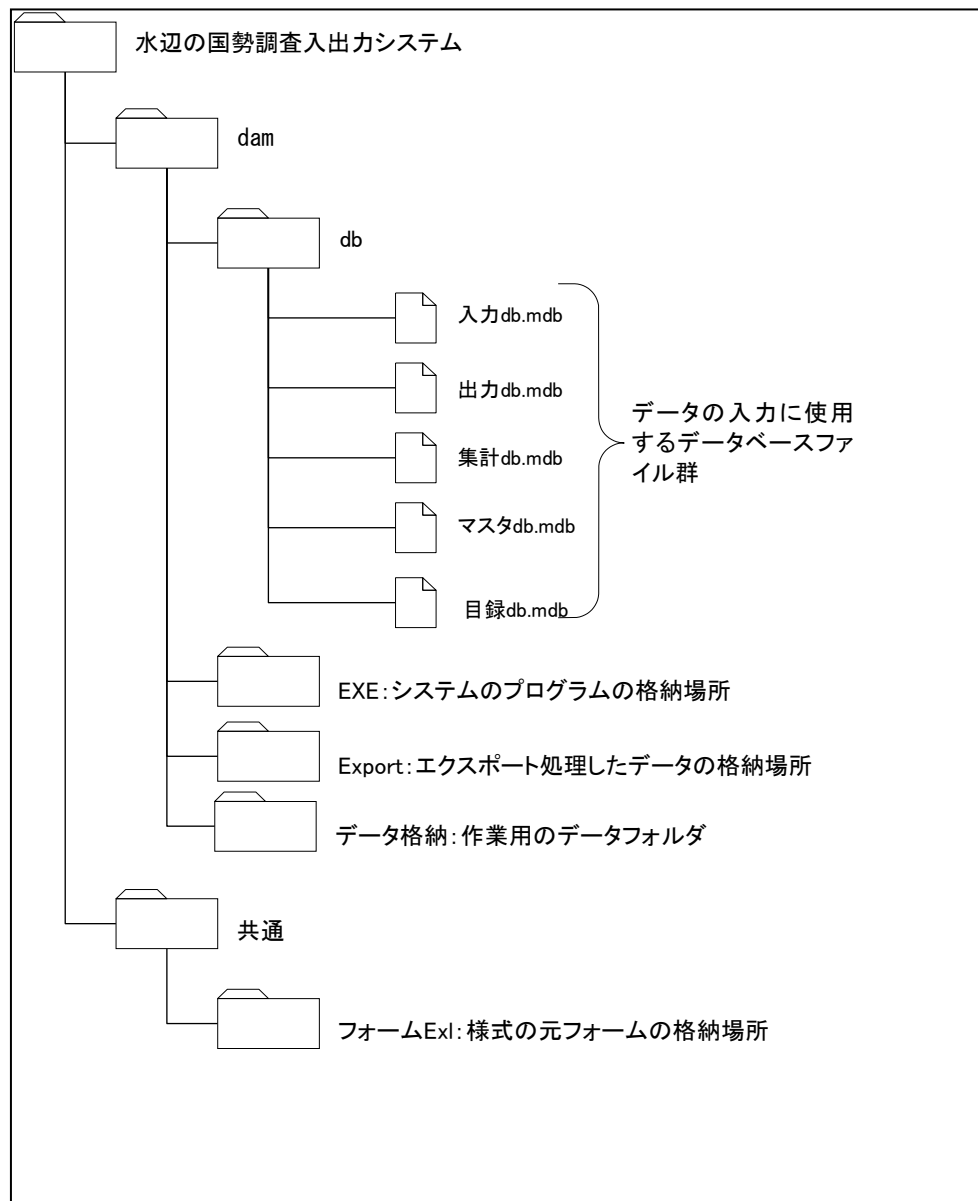 水辺の国勢調査入出力システム
dam
db
入力db.mdb
出力db.mdb
集計db.mdb
マスタdb.mdb
目録db.mdb
データの入力に使用
するデータベースファ
イル群
EXE:システムのプログラムの格納場所
Export:エクスポート処理したデータの格納場所
データ格納:作業用のデータフォルダ
共通
フォームExl:様式の元フォームの格納場所